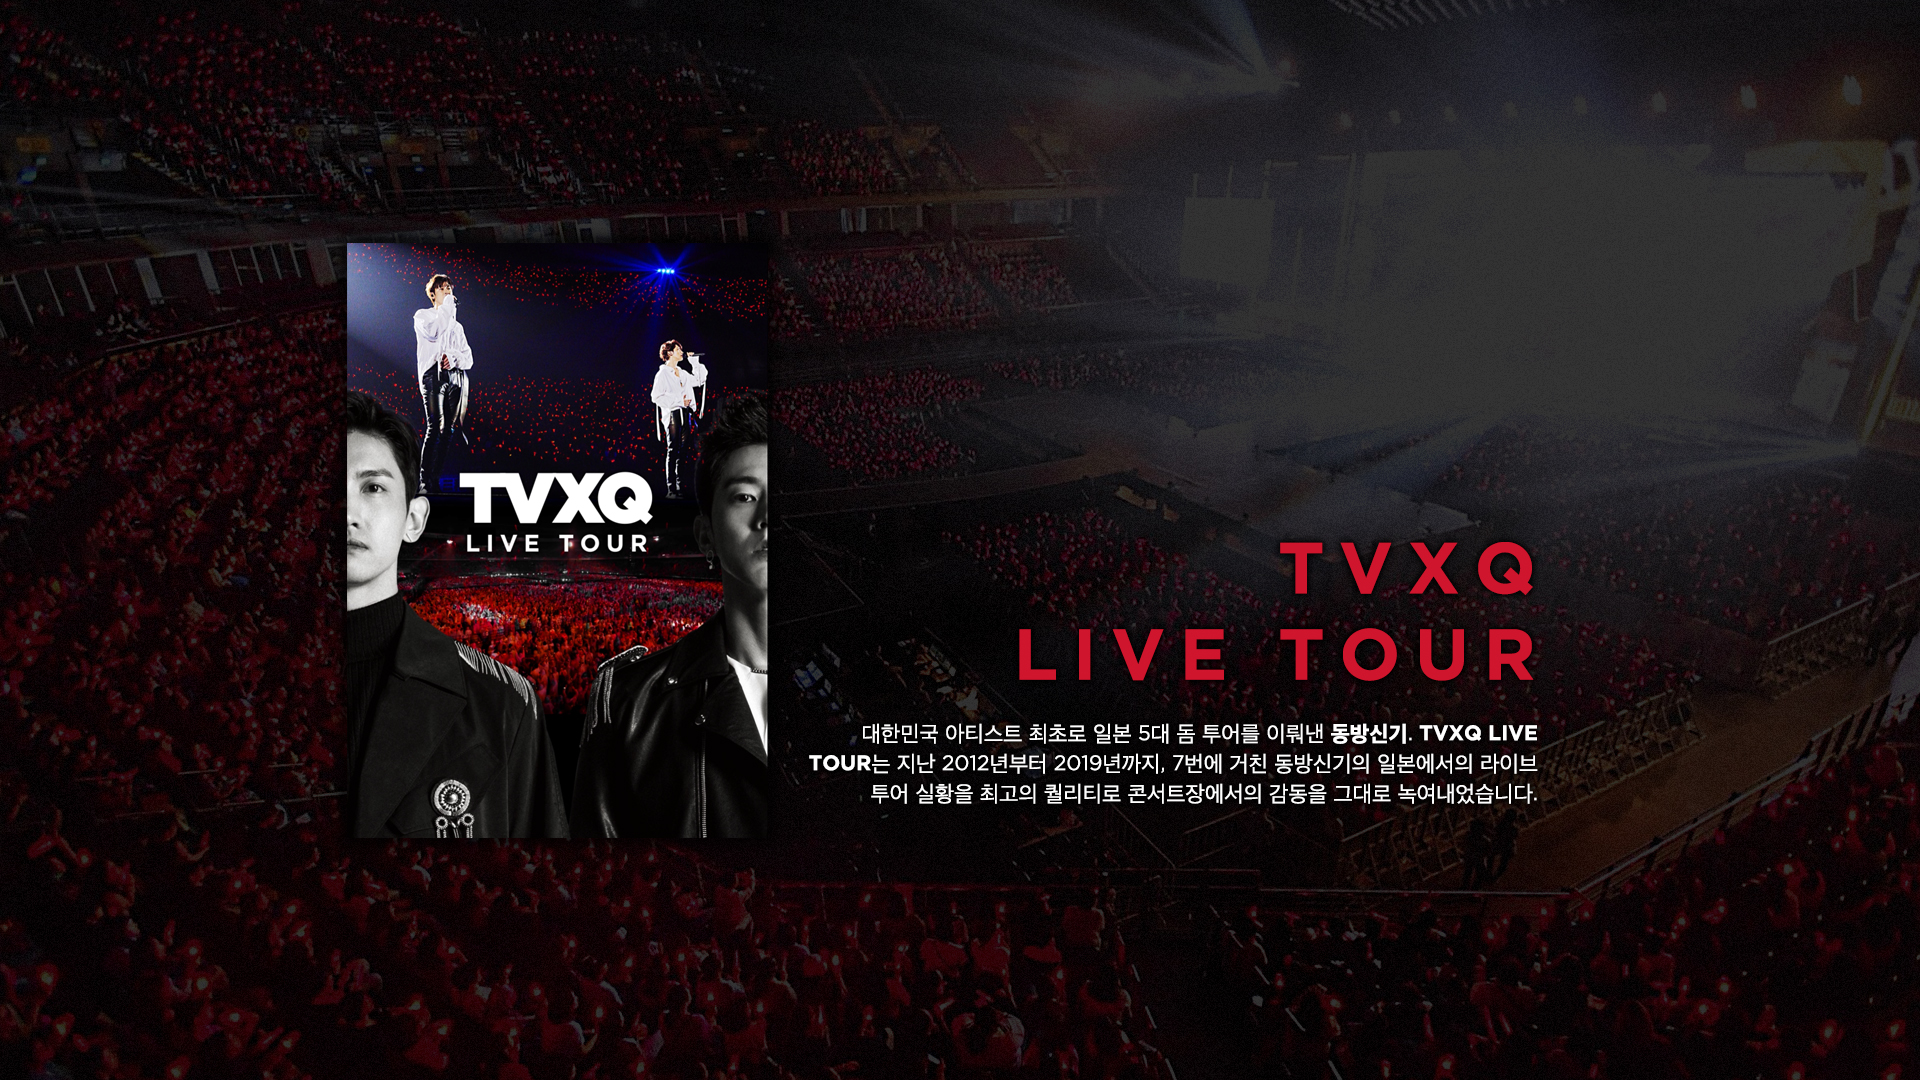 TVXQ
LIVE TOUR
TVXQ
LIVE TOUR
대한민국 아티스트 최초로 일본 5대 돔 투어를 이뤄낸 동방신기. TVXQ LIVE
TOUR는 지난 2012년부터 2019년까지, 7번에 거친 동방신기의 일본에서의 라이브
투어 실황을 최고의 퀄리티로 콘서트장에서의 감동을 그대로 녹여내었습니다.